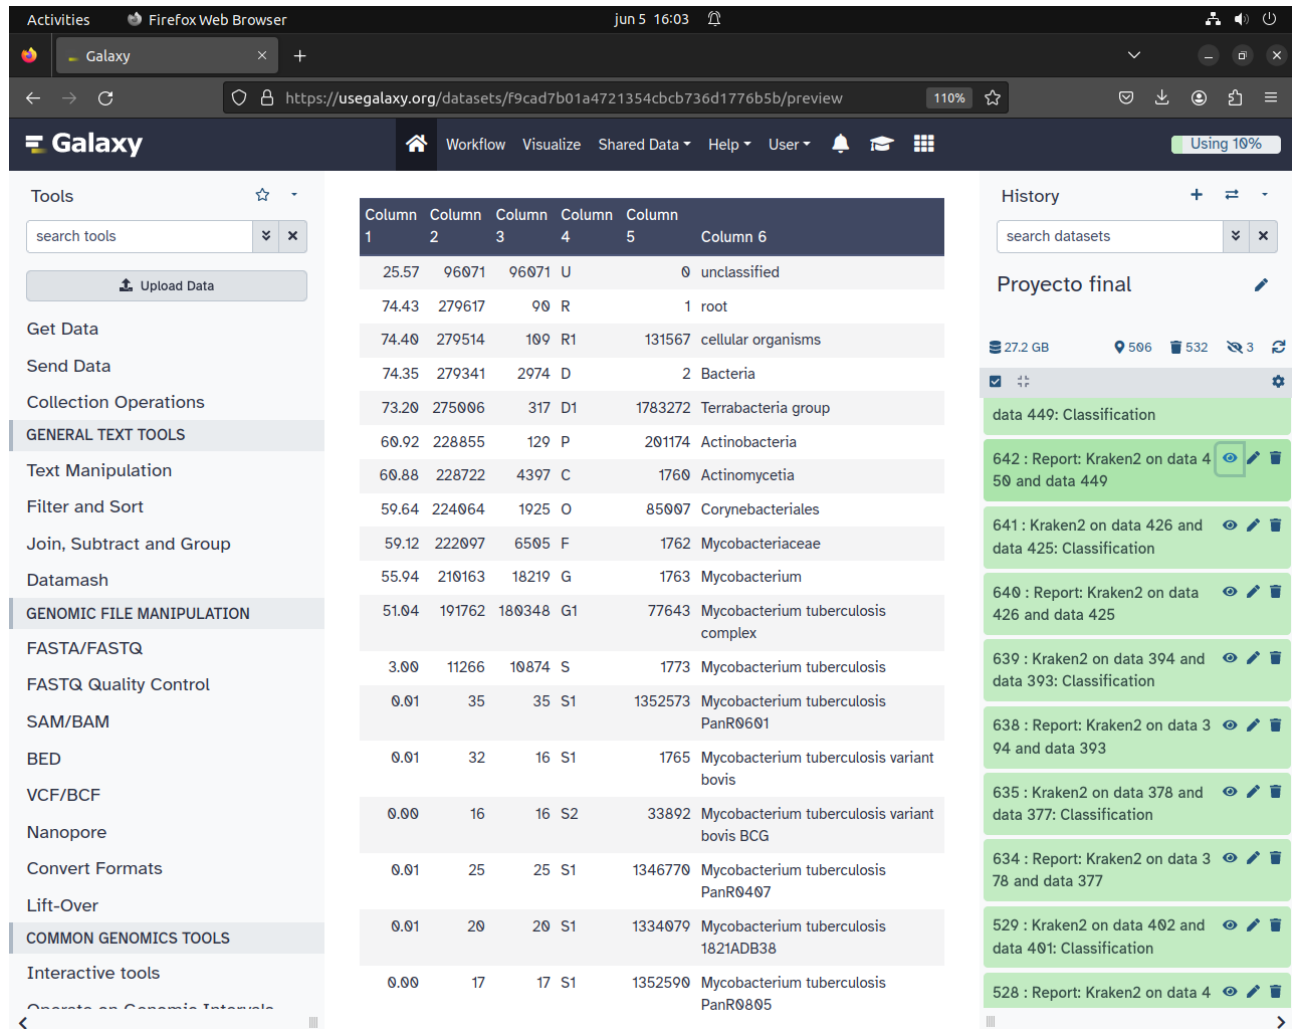 Activities Firefox Web Browser jun 5 16:03
Galaxy
https://usegalaxy.org/datasets/f9cad7b01a4721354cbcb736d1776b5b/preview 110%
Galaxy Workflow Visualize Shared Data Help User Using 10%
Tools
search tools
Upload Data
Get Data
Send Data
Collection Operations
GENERAL TEXT TOOLS
Text Manipulation
Filter and Sort
Join, Subtract and Group
Datamash
GENOMIC FILE MANIPULATION
FASTA/FASTQ
FASTQ Quality Control
SAM/BAM
BED
VCF/BCF
Nanopore
Convert Formats
Lift-Over
COMMON GENOMICS TOOLS
Interactive tools
Operate on Genomic Intervals
Column 1 Column 2 Column 3 Column 4 Column 5 Column 6
25.57 96071 96071 U 0 unclassified
74.43 279617 90 R 1 root
74.40 279514 109 R1 131567 cellular organisms
74.35 279341 2974 D 2 Bacteria
73.20 275006 317 D1 1783272 Terrabacteria group
60.92 228855 129 P 201174 Actinobacteria
60.88 228722 4397 C 1760 Actinomycetia
59.64 224064 1925 O 85007 Corynebacteriales
59.12 222097 6505 F 1762 Mycobacteriaceae
55.94 210163 18219 G 1763 Mycobacterium
51.04 191762 180348 G1 77643 Mycobacterium tuberculosis
complex
3.00 11266 10874 S 1773 Mycobacterium tuberculosis
0.01 35 35 S1 1352573 Mycobacterium tuberculosis
PanR0601
0.01 32 16 S1 1765 Mycobacterium tuberculosis variant
bovis
0.00 16 16 S2 33892 Mycobacterium tuberculosis variant
bovis BCG
0.01 25 25 S1 1346770 Mycobacterium tuberculosis
PanR0407
0.01 20 20 S1 1334079 Mycobacterium tuberculosis
1821ADB38
0.00 17 17 S1 1352590 Mycobacterium tuberculosis
PanR0805
History
search datasets
Proyecto final
27.2 GB 506 532 3
data 449: Classification
642 : Report: Kraken2 on data 4
50 and data 449
641 : Kraken2 on data 426 and
data 425: Classification
640 : Report: Kraken2 on data
426 and data 425
639 : Kraken2 on data 394 and
data 393: Classification
638 : Report: Kraken2 on data 3
94 and data 393
635 : Kraken2 on data 378 and
data 377: Classification
634 : Report: Kraken2 on data 3
78 and data 377
529 : Kraken2 on data 402 and
data 401: Classification
528 : Report: Kraken2 on data 4